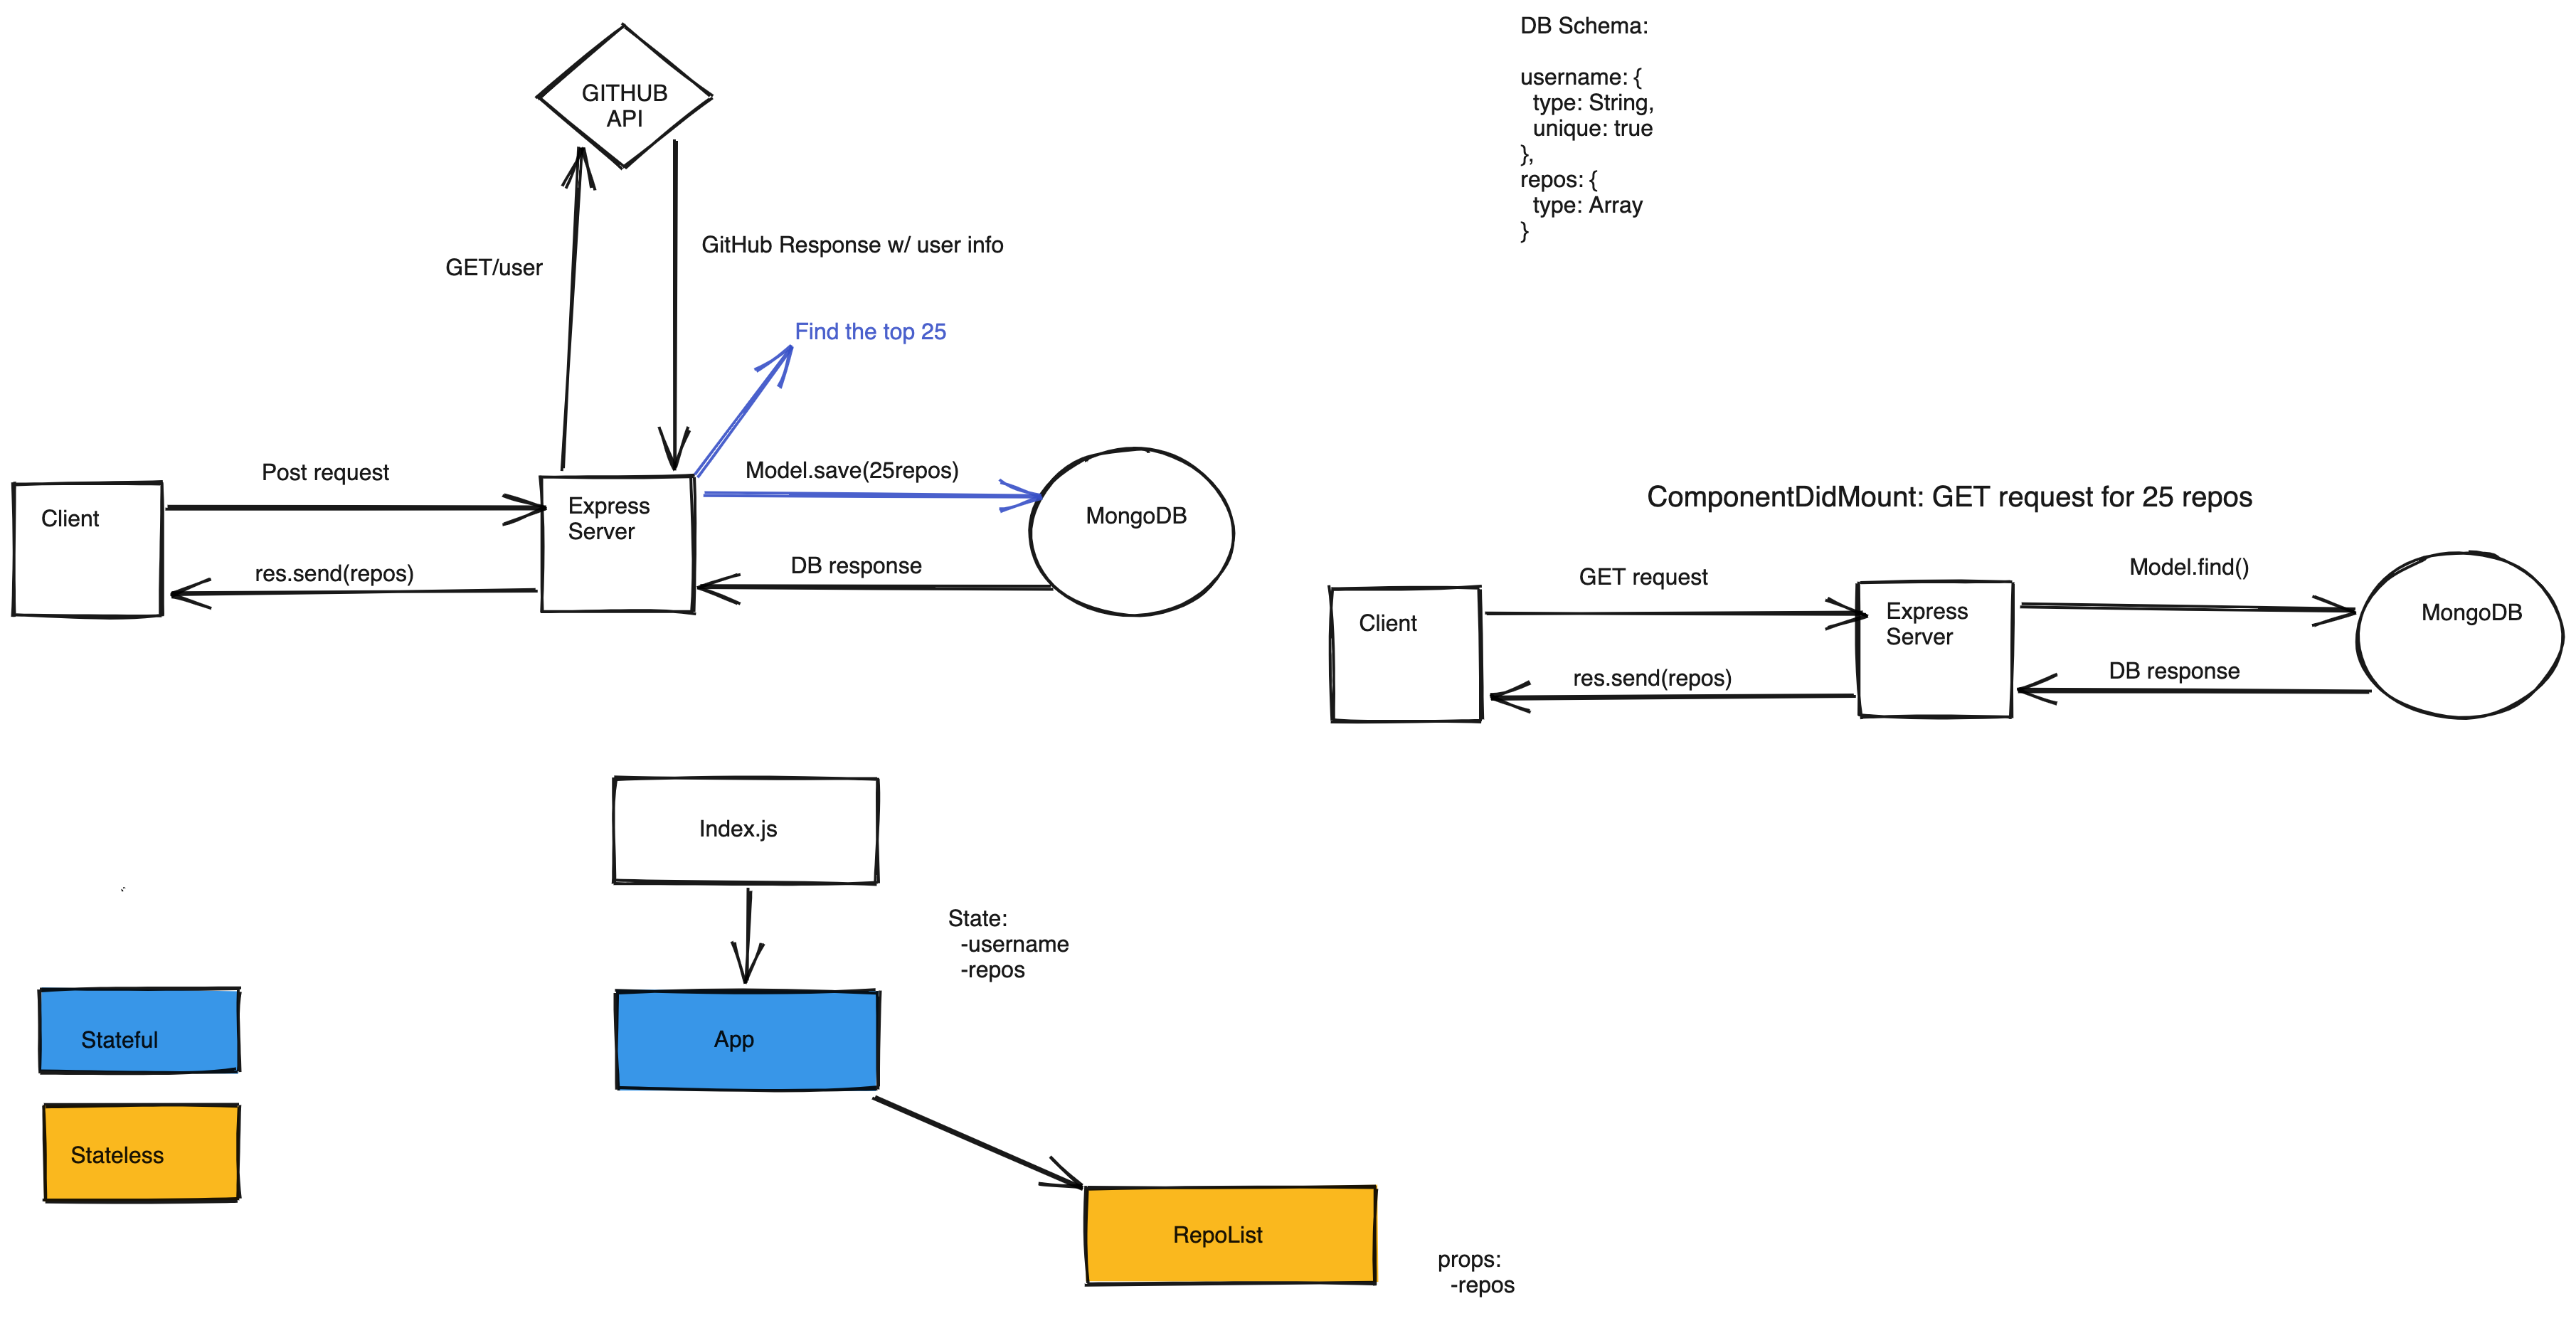 GITHUB
API
GET/user
GitHub Response w/ user info
Find the top 25
Post request
Model.save(25repos)
Client
Express
Server
MongoDB
res.send(repos)
DB response
DB Schema:
username: {
type: String,
unique: true
},
repos: {
type: Array
}
ComponentDidMount: GET request for 25 repos
GET request
Model.find()
Client
Express
Server
MongoDB
res.send(repos)
DB response
Index.js
State:
-username
-repos
Stateful
App
Stateless
RepoList
props:
-repos